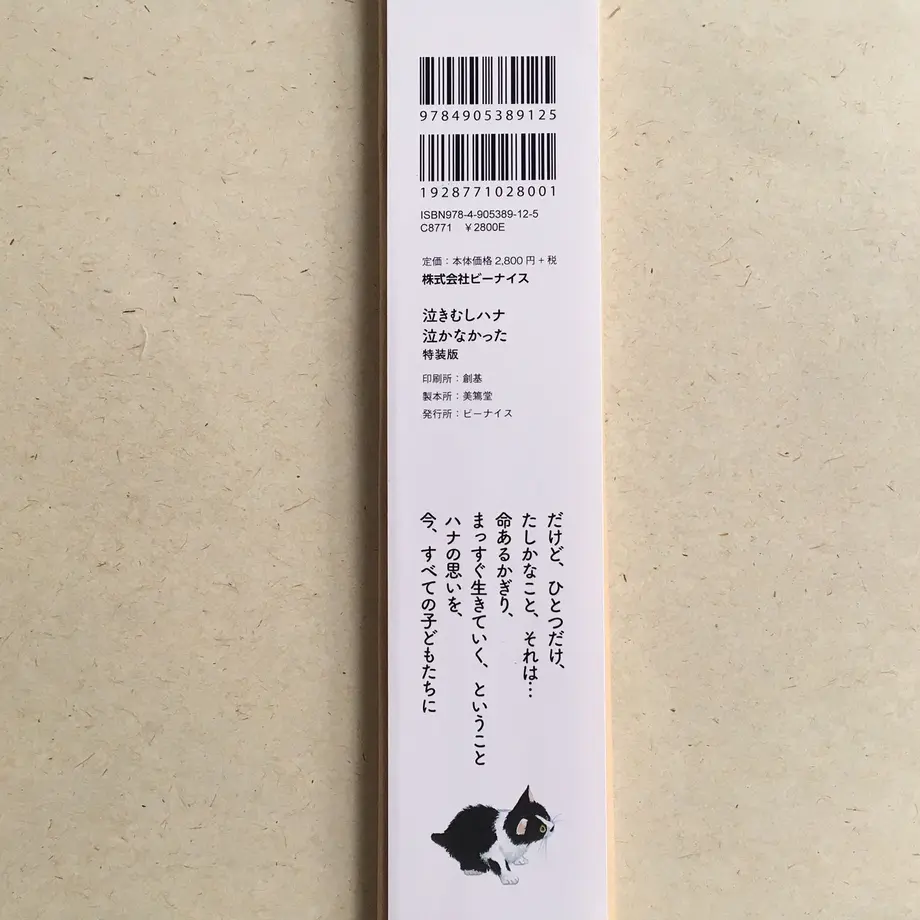 9784905389125
1928771028001
ISBN978-4-905389-12-5
C8771 ¥2800E
定価：本体価格2,800円+税
株式会社ビーナイス
泣きむしハナ
泣かなかった
特装版
印刷所：創基
製本所：美篶堂
発行所：ビーナイス
だけど、ひとつだけ、
たしかなこと、それは…
命あるかぎり、
まっすぐ生きていく、ということ
ハナの思いを、
今、すべての子どもたちに